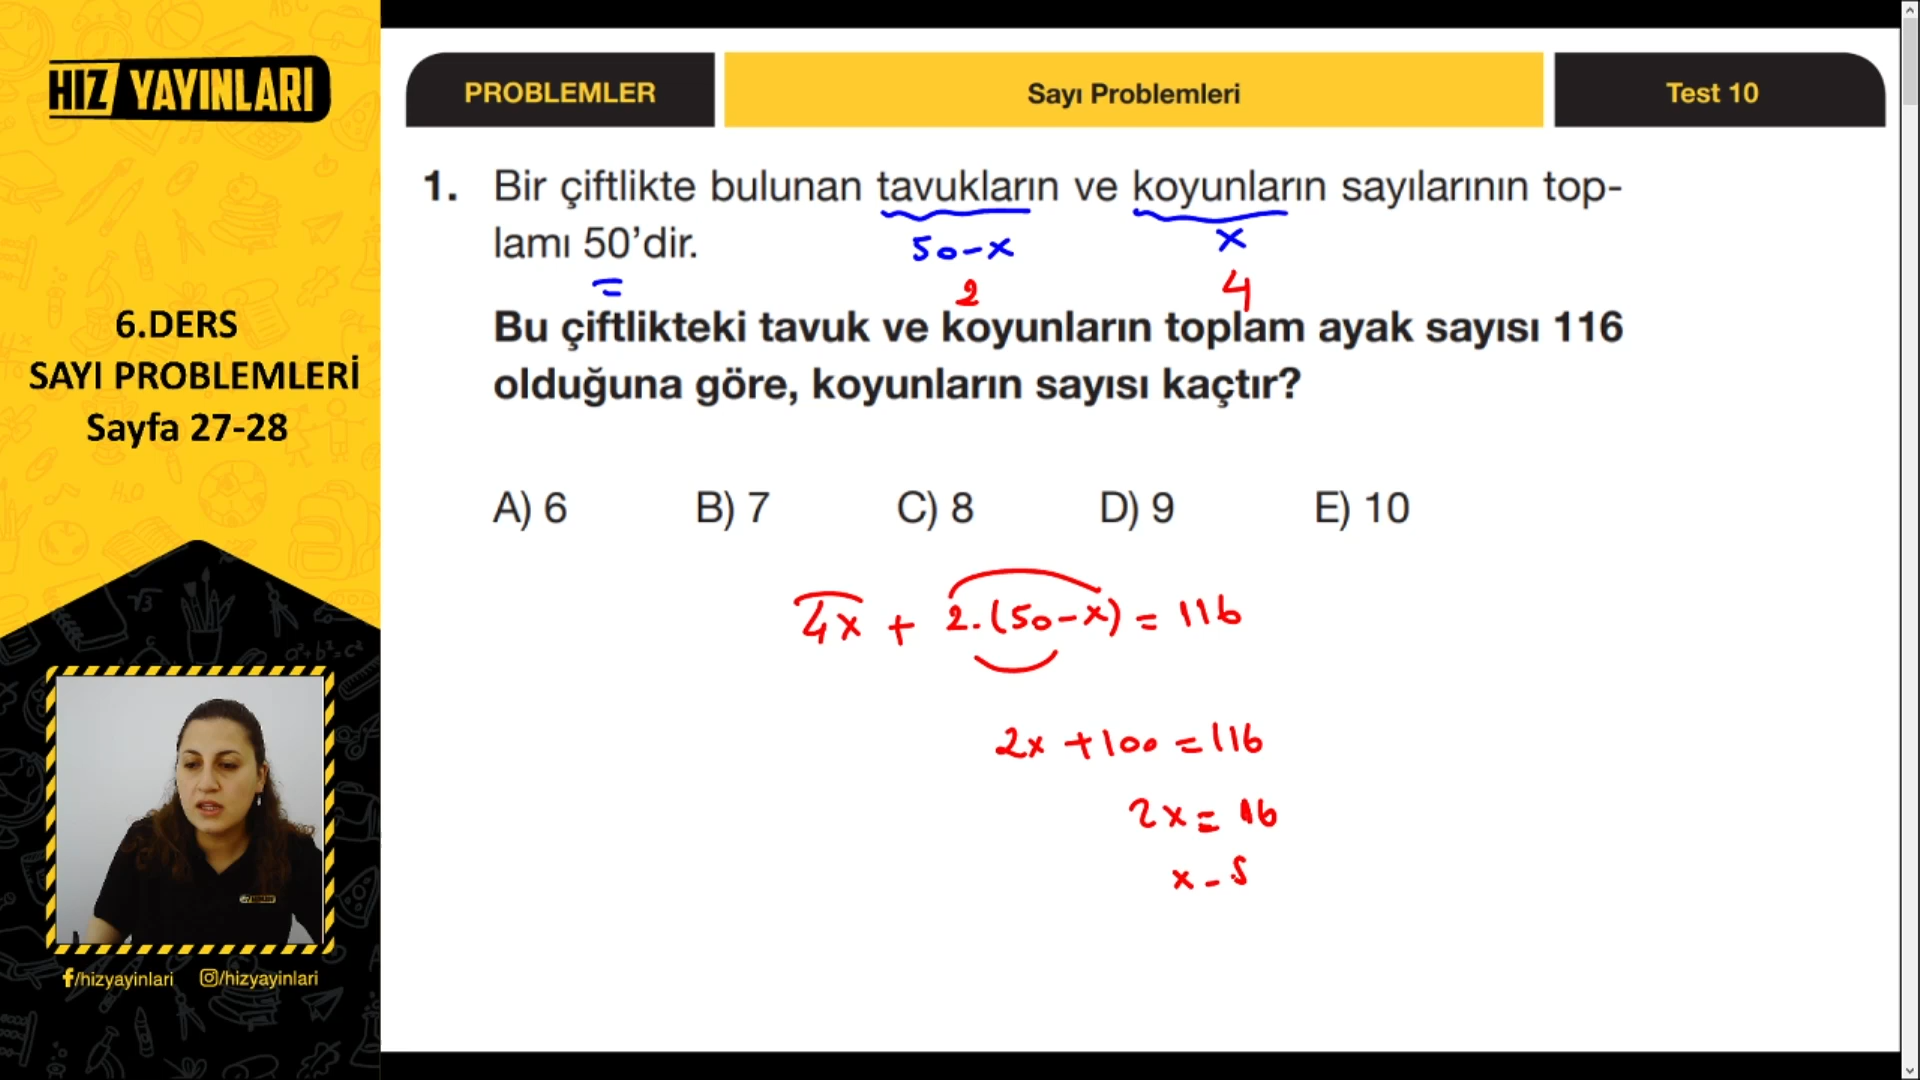 HIZ YAYINLARI
6.DERS
SAYI PROBLEMLERİ
Sayfa 27-28
/hizyayinlari /hizyayinlari
PROBLEMLER Sayı Problemleri Test 10
1. Bir çiftlikte bulunan tavukların ve koyunların sayılarının top-
lamı 50’dir.
50-x x
2 4
Bu çiftlikteki tavuk ve koyunların toplam ayak sayısı 116
olduğuna göre, koyunların sayısı kaçtır?
A) 6 B) 7 C) 8 D) 9 E) 10
4x + 2.(50-x) = 116
2x +100 = 116
2x = 16